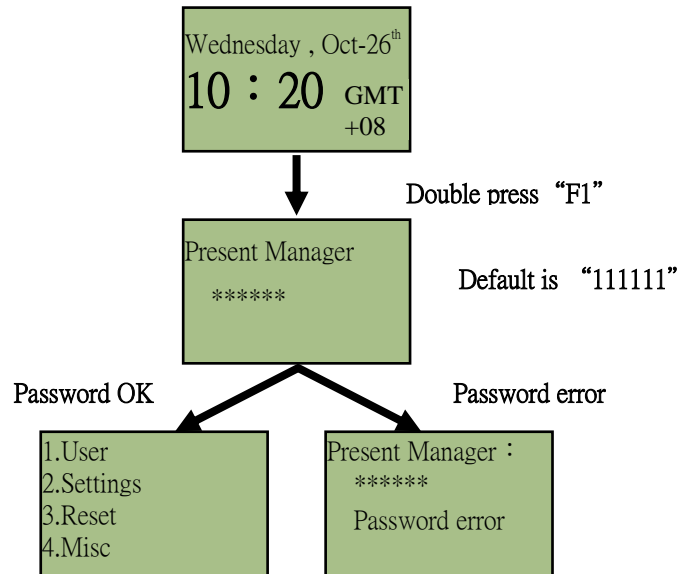 Wednesday , Oct-26th
10：20 GMT
+08
Double press “F1”
Present Manager
******
Default is “111111”
Password OK
Password error
1.User
2.Settings
3.Reset
4.Misc
Present Manager：
******
Password error